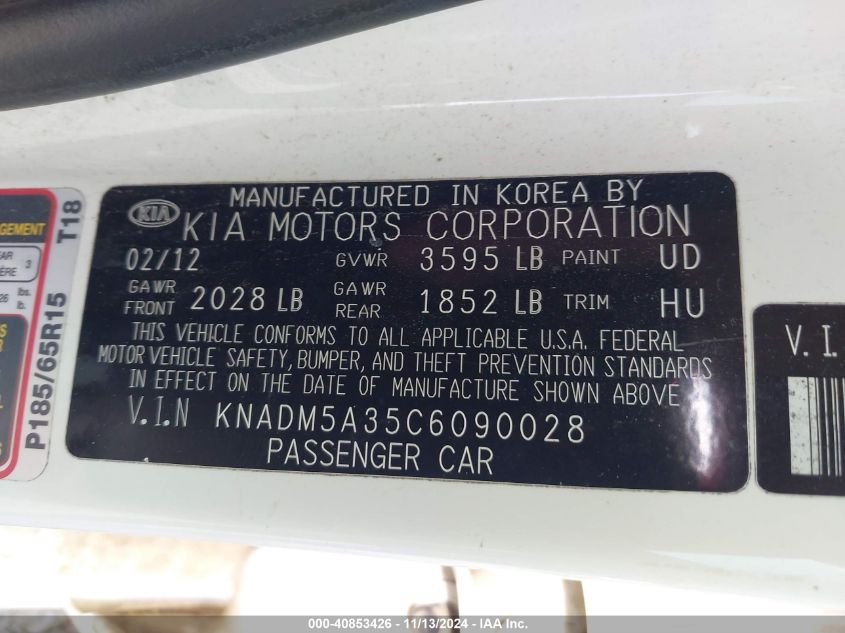 MANUFACTURED IN KOREA BY
KIA KIA MOTORS CORPORATION
02/12 GVWR 3595 LB PAINT UD
GAWR FRONT 2028 LB GAWR REAR 1852 LB TRIM HU
THIS VEHICLE CONFORMS TO ALL APPLICABLE U.S.A. FEDERAL
MOTOR VEHICLE SAFETY, BUMPER, AND THEFT PREVENTION STANDARDS
IN EFFECT ON THE DATE OF MANUFACTURE SHOWN ABOVE
V.I.N KNADM5A35C6090028
PASSENGER CAR
P185/65R15 T18
3
lbs.
lb.
V. I.
000-40853426 - 11/13/2024 - IAA Inc.